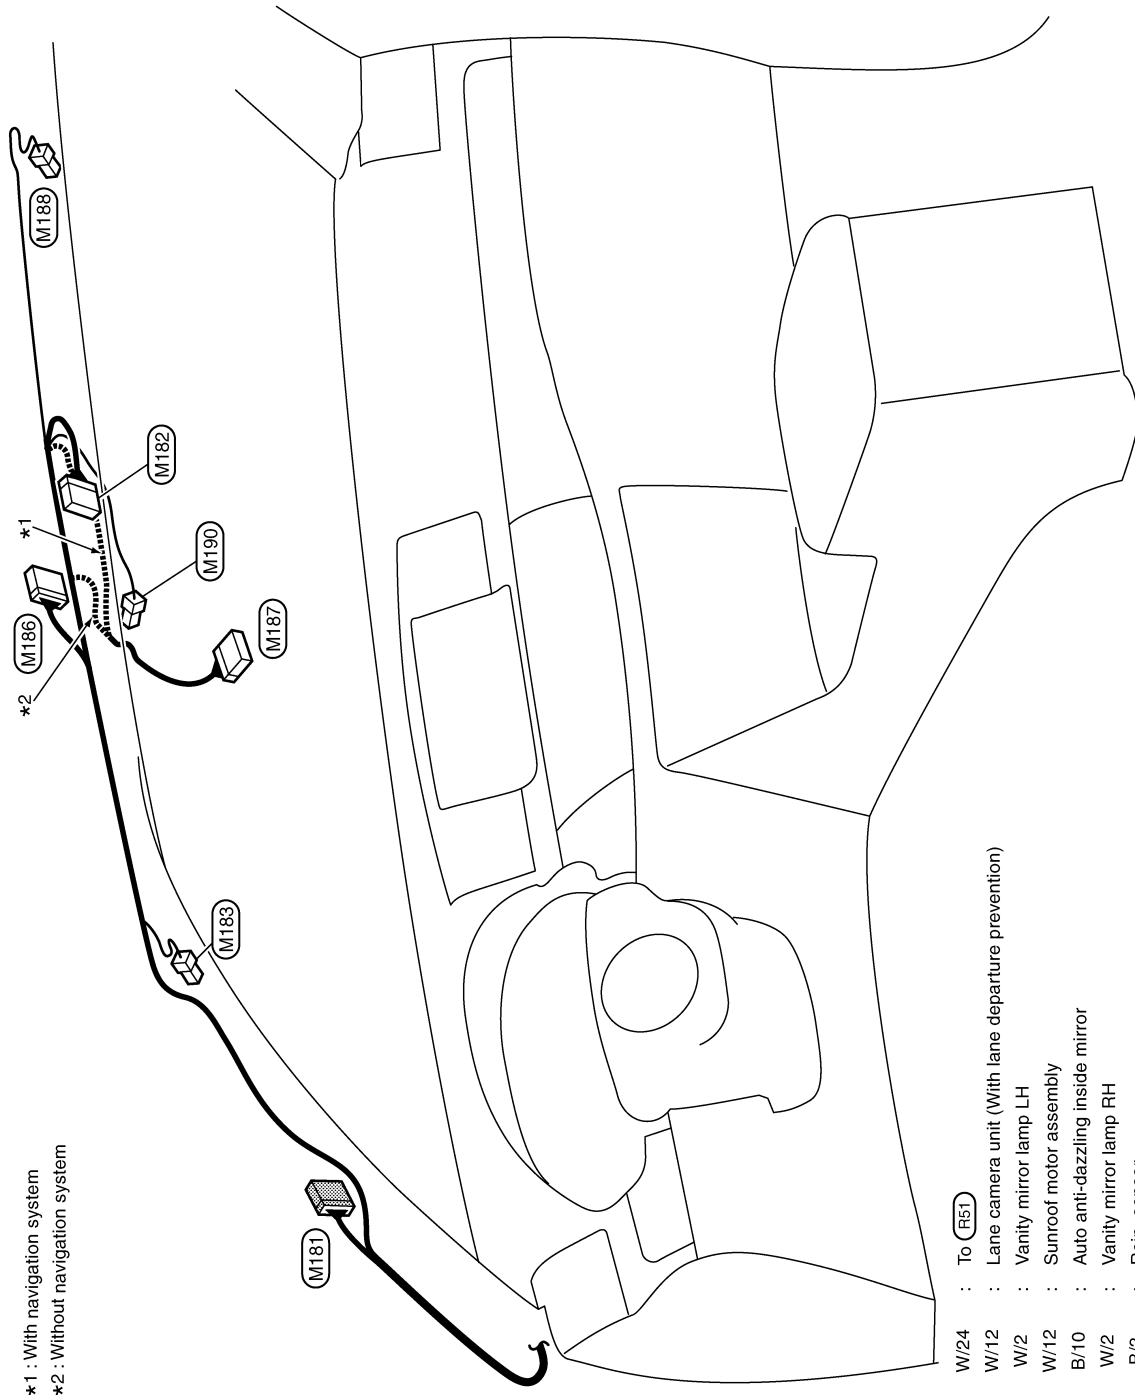 *1 : With navigation system
*2 : Without navigation system
M188
M182
*1
M190
M186
M187
*2
M183
M181
W/24 : To R51
W/12 : Lane camera unit (With lane departure prevention)
W/2 : Vanity mirror lamp LH
W/12 : Sunroof motor assembly
B/10 : Auto anti-dazzling inside mirror
W/2 : Vanity mirror lamp RH